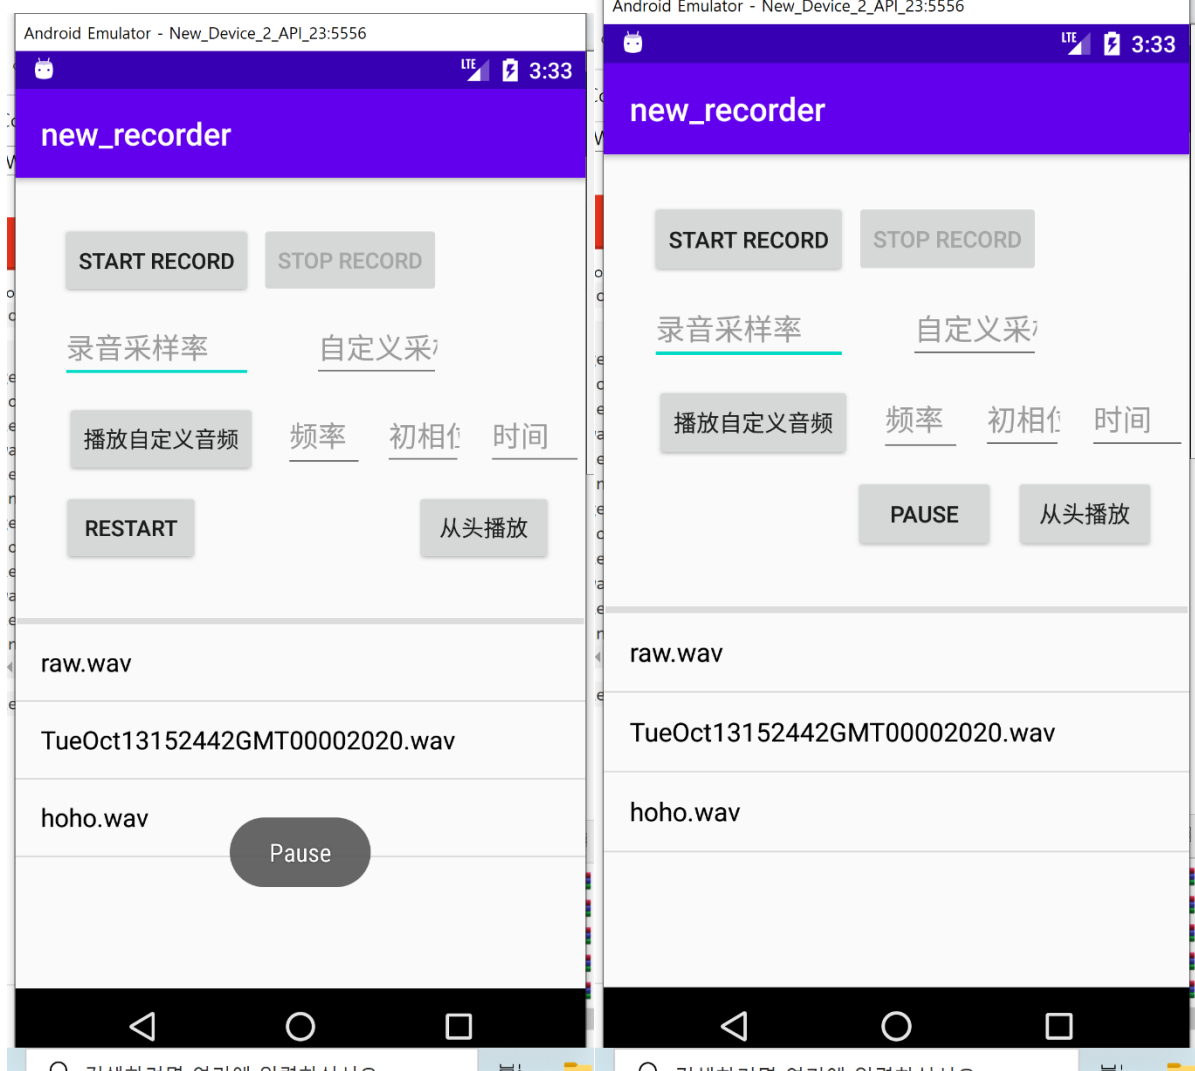 Android Emulator - New_Device_2_API_23:5556
LTE 3:33
new_recorder
START RECORD STOP RECORD
录音采样率 自定义采
播放自定义音频 频率 初相位 时间
RESTART 从头播放
raw.wav
TueOct13152442GMT00002020.wav
hoho.wav
Pause
Android Emulator - New_Device_2_API_23:5556
LTE 3:33
new_recorder
START RECORD STOP RECORD
录音采样率 自定义采
播放自定义音频 频率 初相位 时间
PAUSE 从头播放
raw.wav
TueOct13152442GMT00002020.wav
hoho.wav